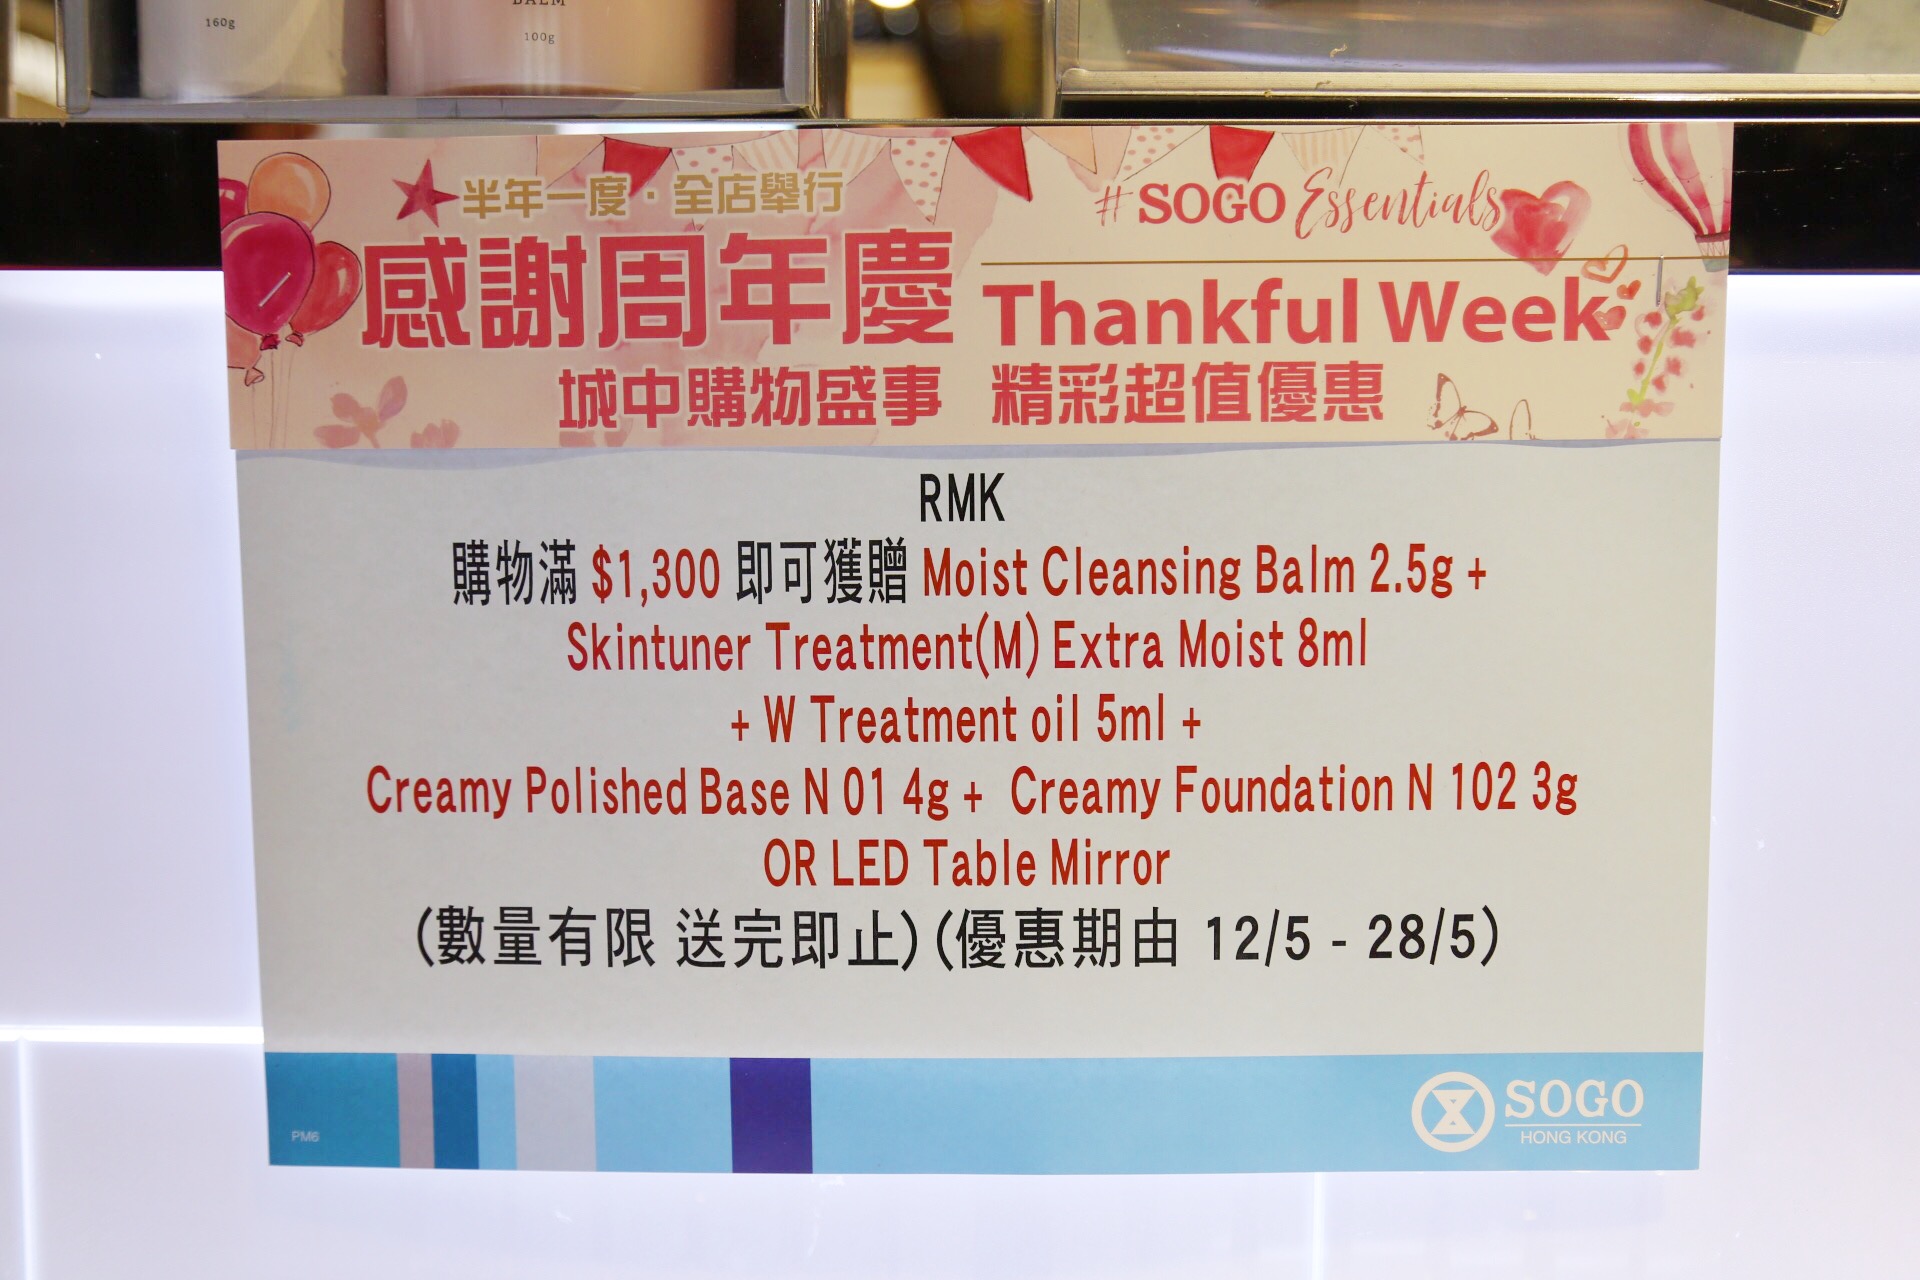 160g
BALM
100g
半年一度·全店舉行
感謝周年慶
城中購物盛事 精彩超值優惠
#SOGO Essentials
Thankful Week
RMK
購物滿 $1,300 即可獲贈 Moist Cleansing Balm 2.5g +
Skintuner Treatment(M) Extra Moist 8ml
+ W Treatment oil 5ml +
Creamy Polished Base N 01 4g + Creamy Foundation N 102 3g
OR LED Table Mirror
(數量有限 送完即止)(優惠期由 12/5 - 28/5)
PM6
SOGO
HONG KONG